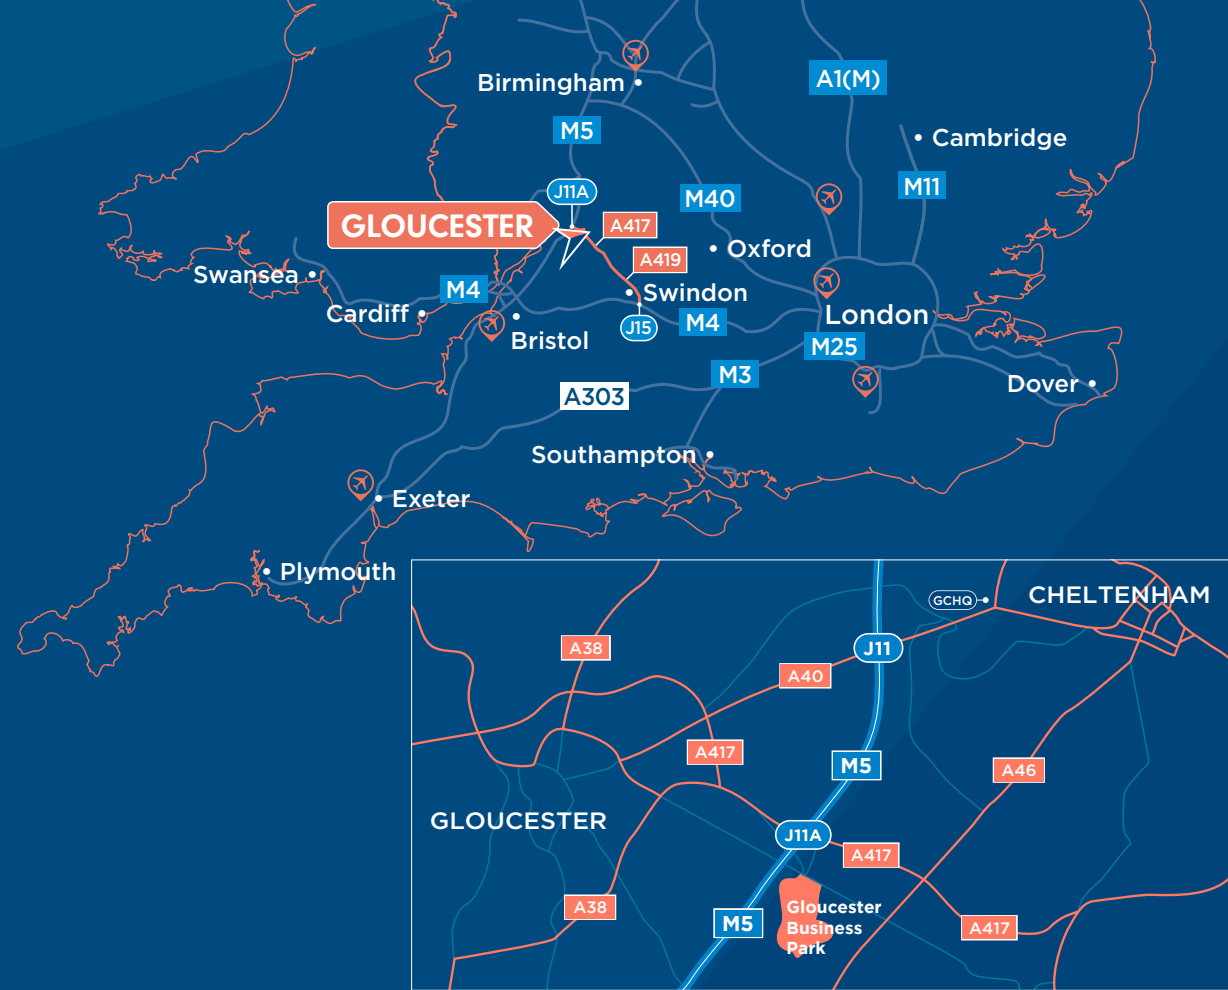 Birmingham
A1(M)
M5
Cambridge
J11A
M40
M11
GLOUCESTER
A417
Oxford
A419
Swansea
M4
Swindon
Cardiff
London
J15
M4
Bristol
M25
M3
Dover
A303
Southampton
Exeter
Plymouth
GCHQ
CHELTENHAM
A38
J11
A40
A417
M5
A46
GLOUCESTER
J11A
A417
A38
Gloucester
Business
Park
M5
A417